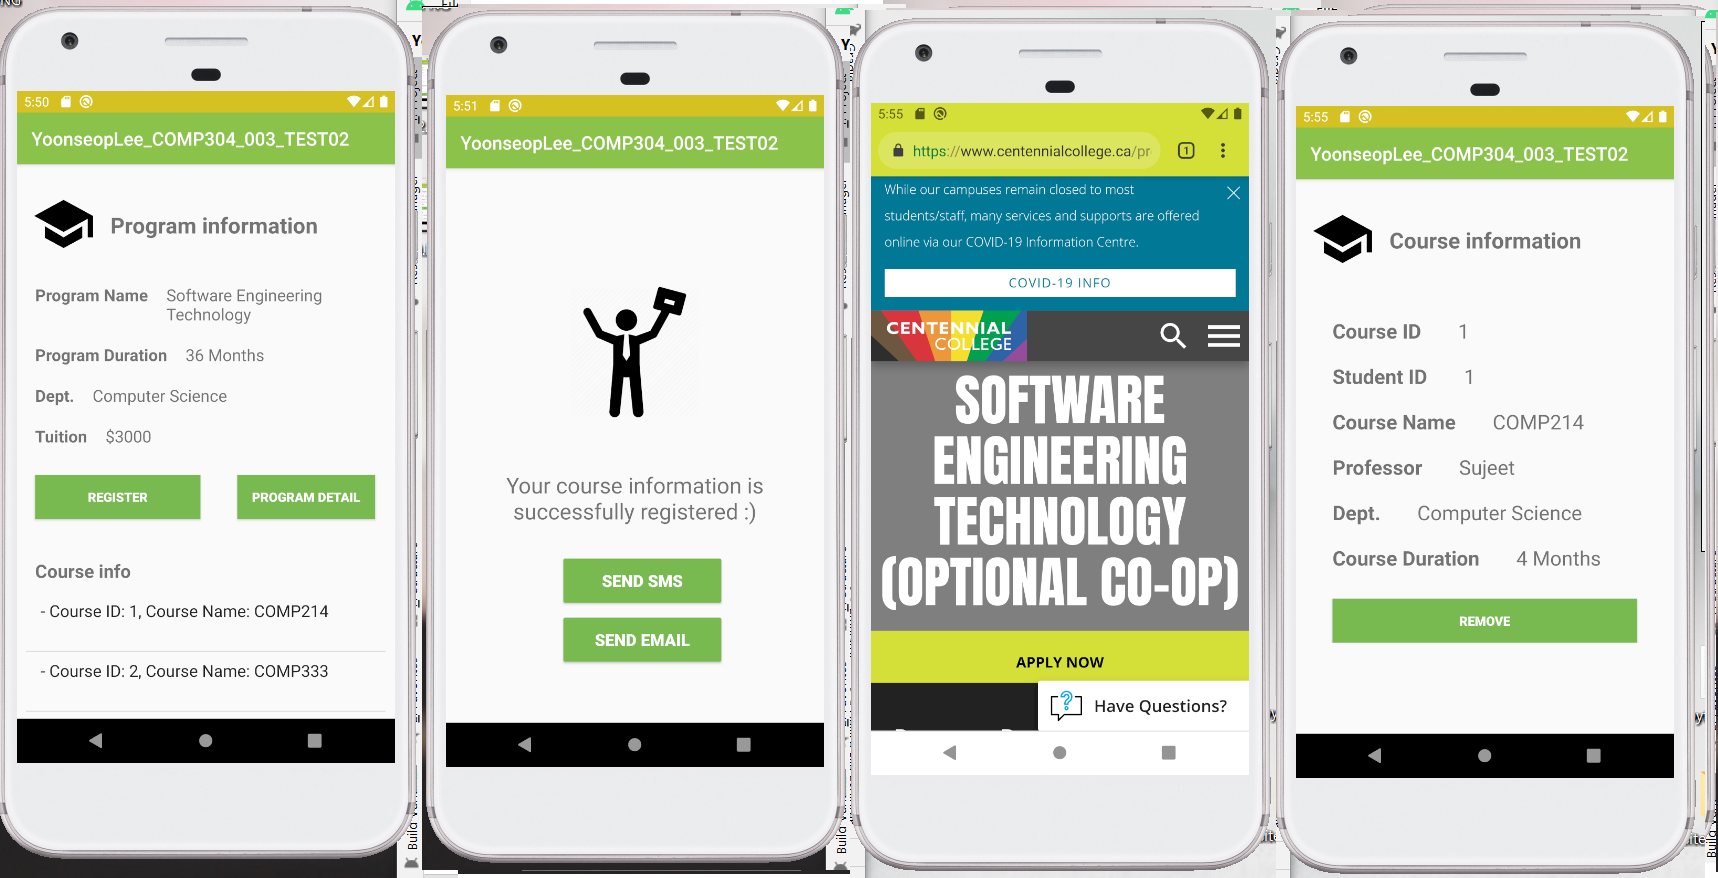 5:50
YoonseopLee_COMP304_003_TEST02
Program information
Program Name Software Engineering
Technology
Program Duration 36 Months
Dept. Computer Science
Tuition $3000
REGISTER PROGRAM DETAIL
Course info
- Course ID: 1, Course Name: COMP214
- Course ID: 2, Course Name: COMP333
5:51
YoonseopLee_COMP304_003_TEST02
Your course information is
successfully registered :)
SEND SMS
SEND EMAIL
5:55
https://www.centennialcollege.ca/pr
1
While our campuses remain closed to most
students/staff, many services and supports are offered
online via our COVID-19 Information Centre.
COVID-19 INFO
CENTENNIAL
COLLEGE
SOFTWARE
ENGINEERING
TECHNOLOGY
(OPTIONAL CO-OP)
APPLY NOW
Have Questions?
5:55
YoonseopLee_COMP304_003_TEST02
Course information
Course ID 1
Student ID 1
Course Name COMP214
Professor Sujeet
Dept. Computer Science
Course Duration 4 Months
REMOVE
Build
Build